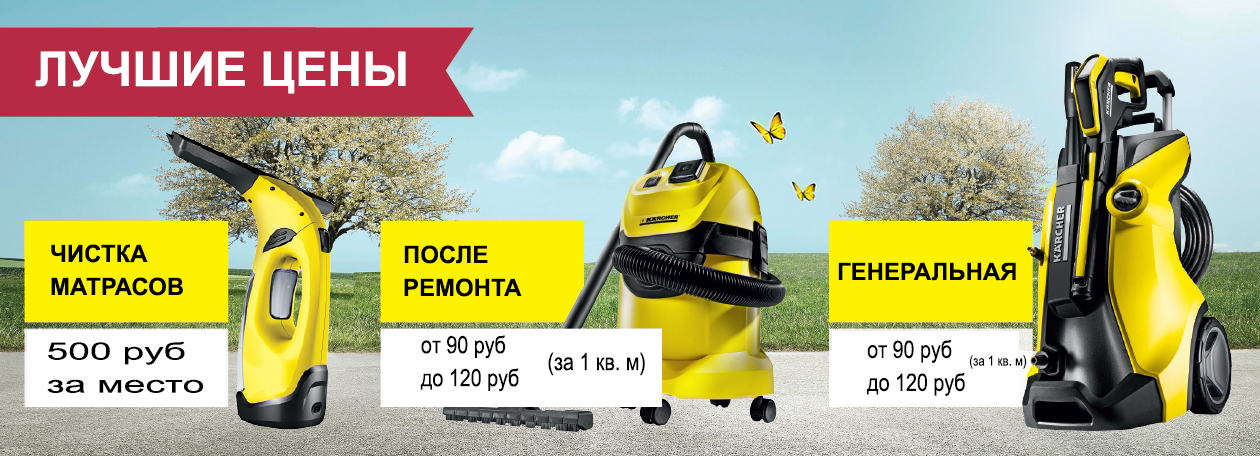 ЛУЧШИЕ ЦЕНЫ
ЧИСТКА
МАТРАСОВ
500 руб
за место
ПОСЛЕ
РЕМОНТА
от 90 руб
до 120 руб
(за 1 кв. м)
KÄRCHER
ГЕНЕРАЛЬНАЯ
от 90 руб
до 120 руб
(за 1 кв. м)
KÄRCHER
KÄRCHER